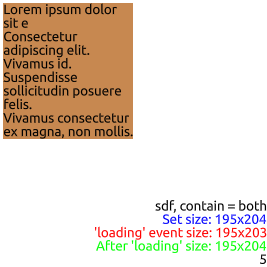 Lorem ipsum dolor
sit e
Consectetur
adipiscing elit.
Vivamus id.
Suspendisse
sollicitudin posuere
felis.
Vivamus consectetur
ex magna, non mollis.
sdf, contain = both
Set size: 195x204
'loading' event size: 195x203
After 'loading' size: 195x204
5